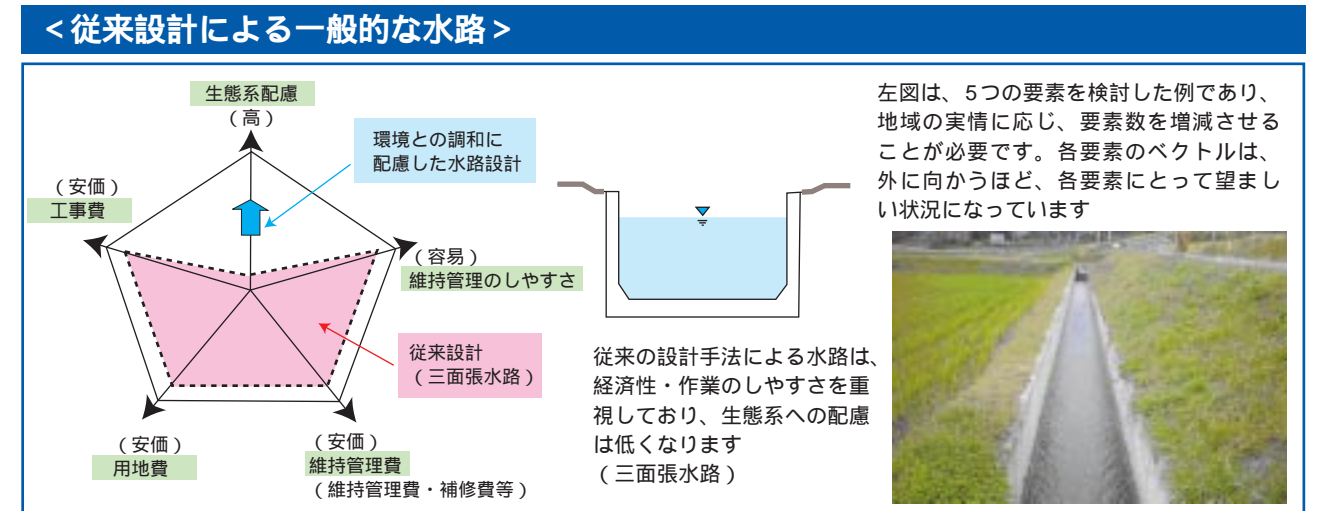 ＜従来設計による一般的な水路＞
生態系配慮
（高）
環境との調和に
配慮した水路設計
（安価）
工事費
（容易）
維持管理のしやすさ
従来設計
（三面張水路）
（安価）
用地費
（安価）
維持管理費
（維持管理費・補修費等）
従来の設計手法による水路は、
経済性・作業のしやすさを重
視しており、生態系への配慮
は低くなります
（三面張水路）
左図は、5つの要素を検討した例であり、
地域の実情に応じ、要素数を増減させる
ことが必要です。各要素のベクトルは、
外に向かうほど、各要素にとって望まし
い状況になっています